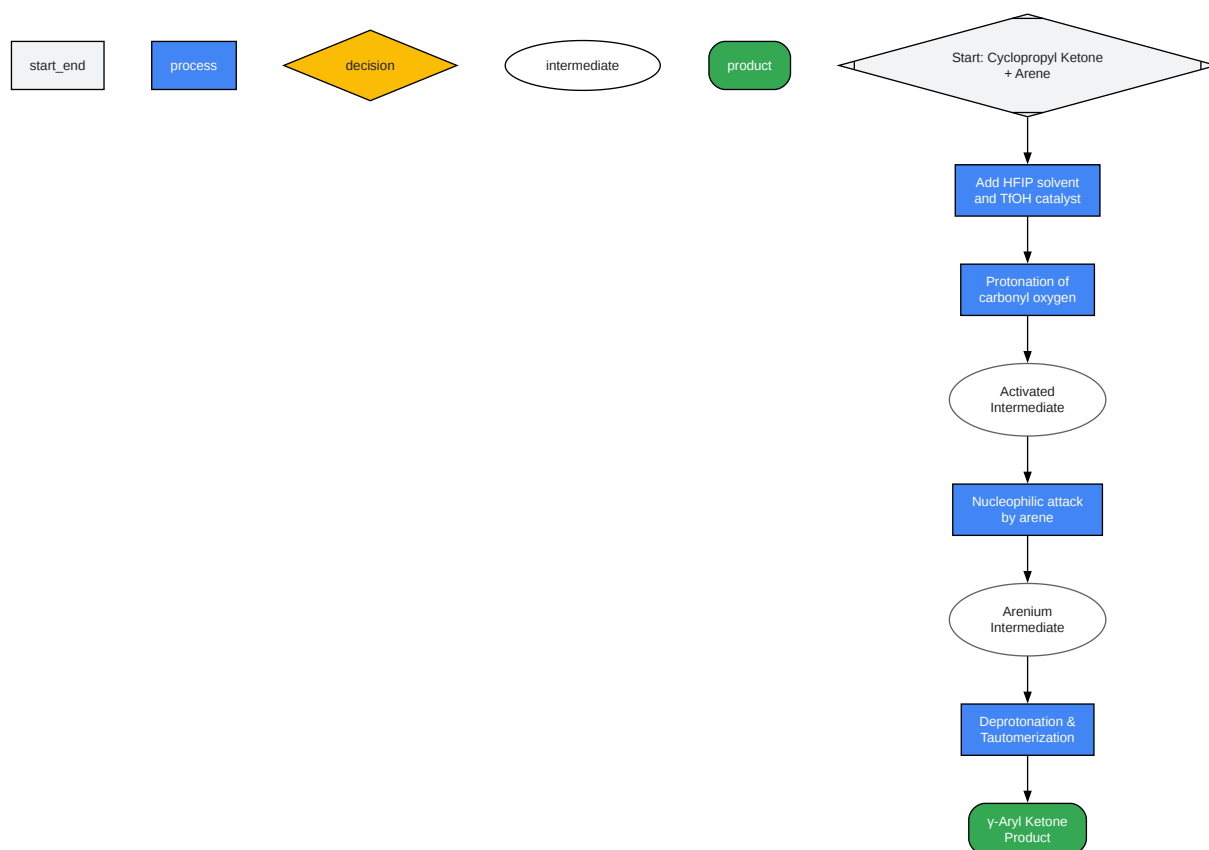 start_end
process
decision
intermediate
product
Start: Cyclopropyl Ketone
+ Arene
Add HFIP solvent
and TfOH catalyst
Protonation of
carbonyl oxygen
Activated
Intermediate
Nucleophilic attack
by arene
Arenium
Intermediate
Deprotonation &
Tautomerization
γ-Aryl Ketone
Product